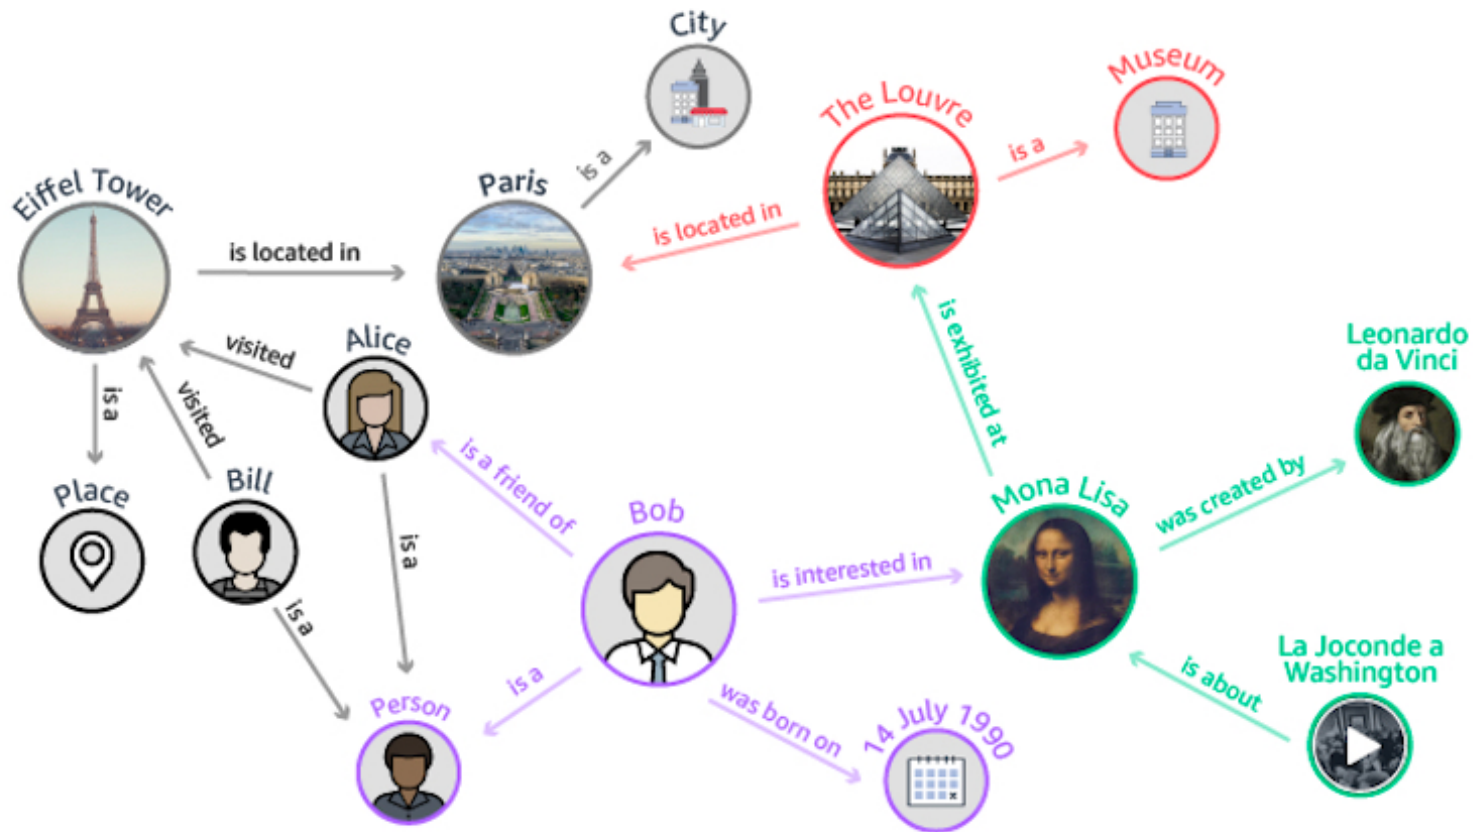 City
is a
The Louvre
is a
Museum
Eiffel Tower
is located in
Paris
is located in
visited
Alice
is a
visited
Place
Bill
is a friend of
is a
is a
Bob
is interested in
is exhibited at
Mona Lisa
was created by
Leonardo
da Vinci
is about
La Joconde a
Washington
is a
Person
was born on
14 July 1990